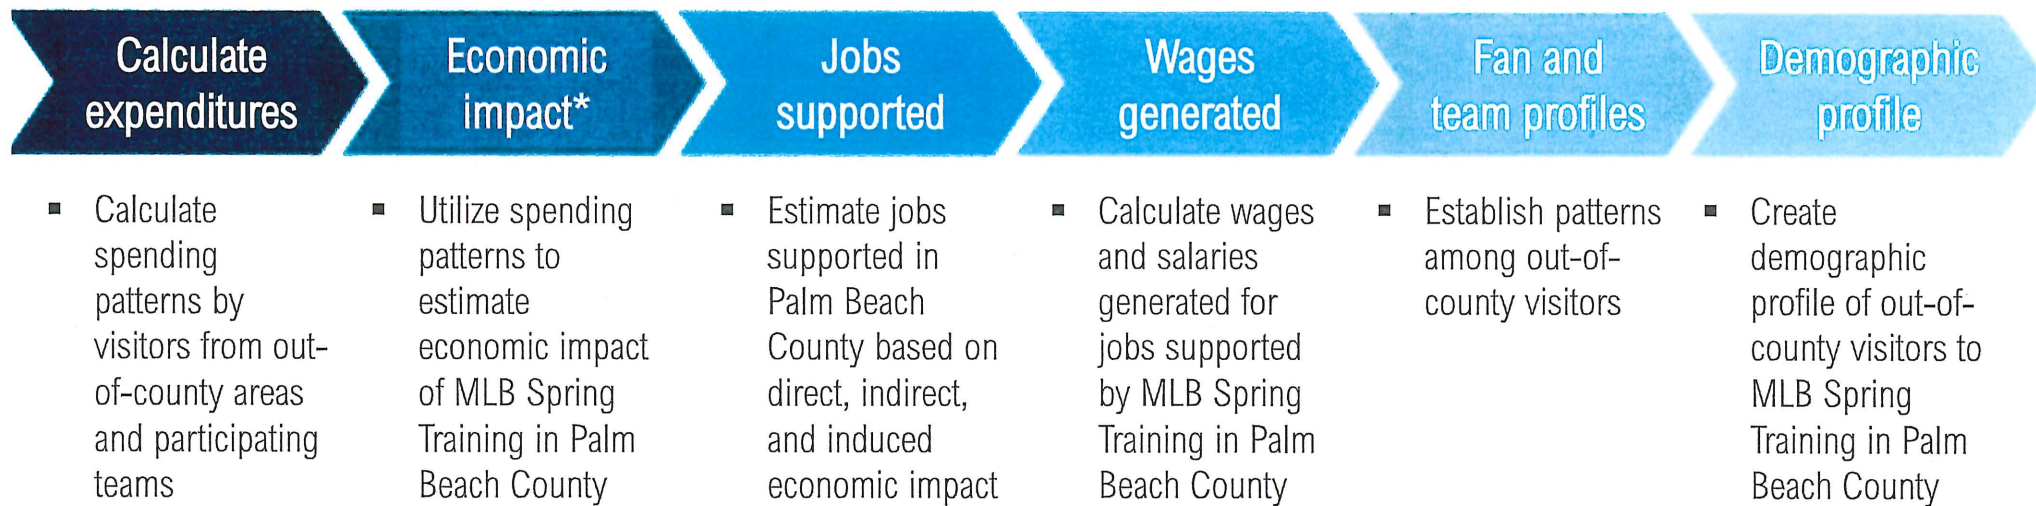 Calculate
expenditures
Economic
impact*
Jobs
supported
Wages
generated
Fan and
team profiles
Demographic
profile
▪ Calculate
spending
patterns by
visitors from out-
of-county areas
and participating
teams
▪ Utilize spending
patterns to
estimate
economic impact
of MLB Spring
Training in Palm
Beach County
▪ Estimate jobs
supported in
Palm Beach
County based on
direct, indirect,
and induced
economic impact
▪ Calculate wages
and salaries
generated for
jobs supported
by MLB Spring
Training in Palm
Beach County
▪ Establish patterns
among out-of-
county visitors
▪ Create
demographic
profile of out-of-
county visitors to
MLB Spring
Training in Palm
Beach County